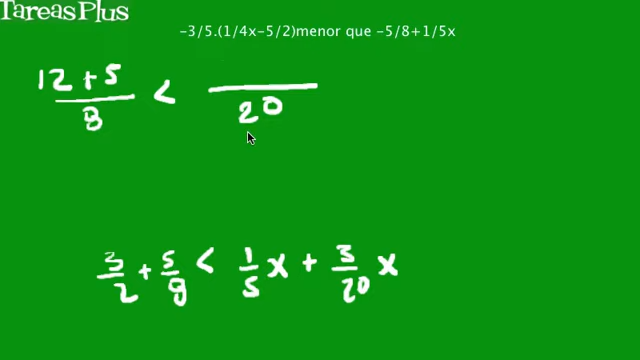 TareasPlus
-3/5.(1/4x-5/2)menor que -5/8+1/5x
12+5/8 < /20
3/2 + 5/8 < 1/5 x + 3/20 x